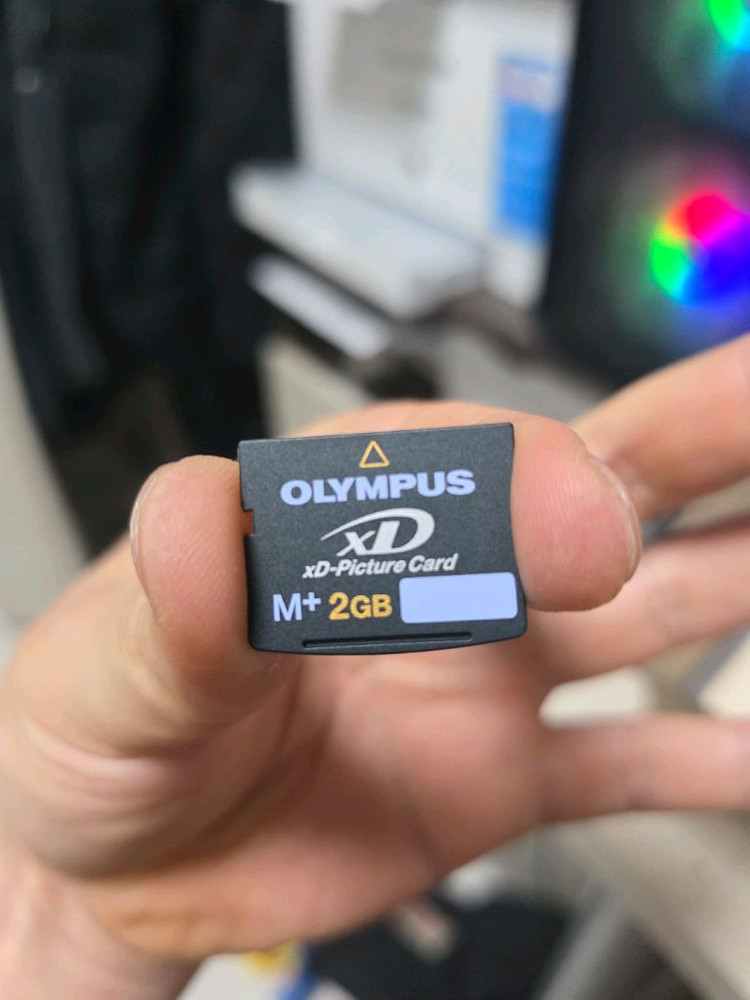 OLYMPUS
xD
xD-Picture Card
M+ 2GB